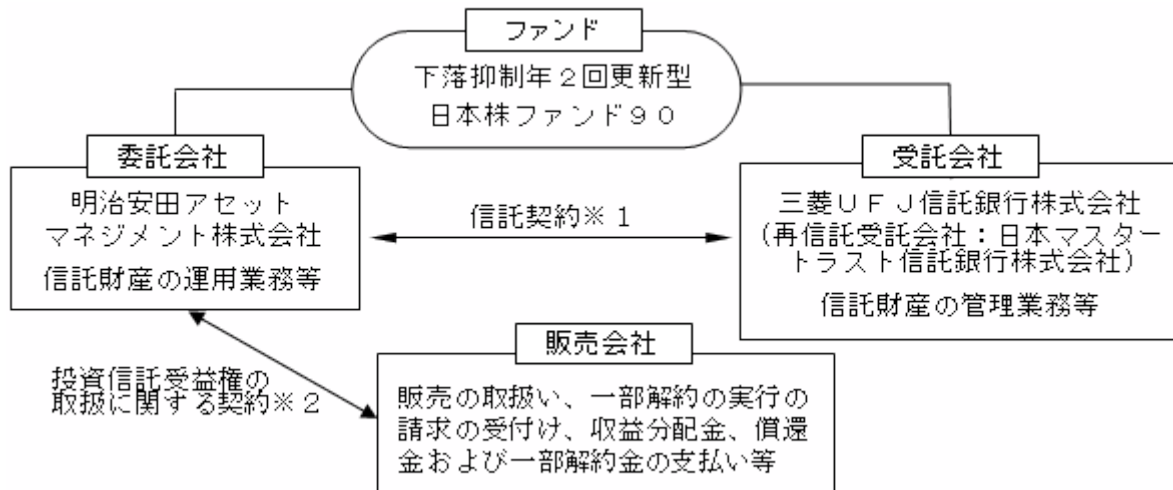 ファンド
下落抑制年２回更新型
日本株ファンド９０
委託会社
明治安田アセット
マネジメント株式会社
信託財産の運用業務等
信託契約※１
受託会社
三菱ＵＦＪ信託銀行株式会社
(再信託受託会社：日本マスター
トラスト信託銀行株式会社)
信託財産の管理業務等
投資信託受益権の
取扱に関する契約※２
販売会社
販売の取扱い、一部解約の実行の
請求の受付け、収益分配金、償還
金および一部解約金の支払い等